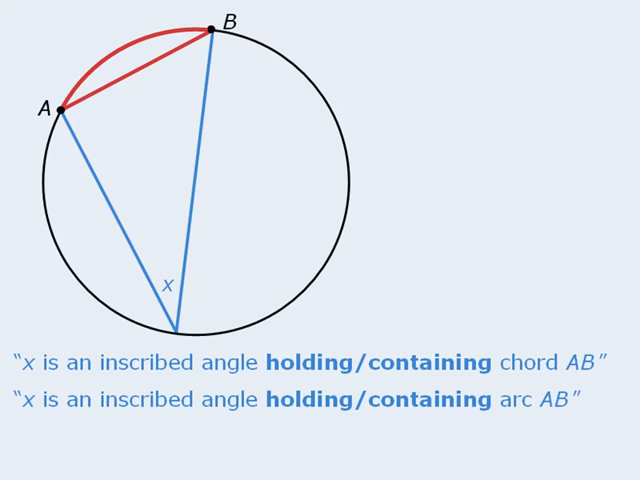 B
A
x
“x is an inscribed angle holding/containing chord AB”
“x is an inscribed angle holding/containing arc AB”